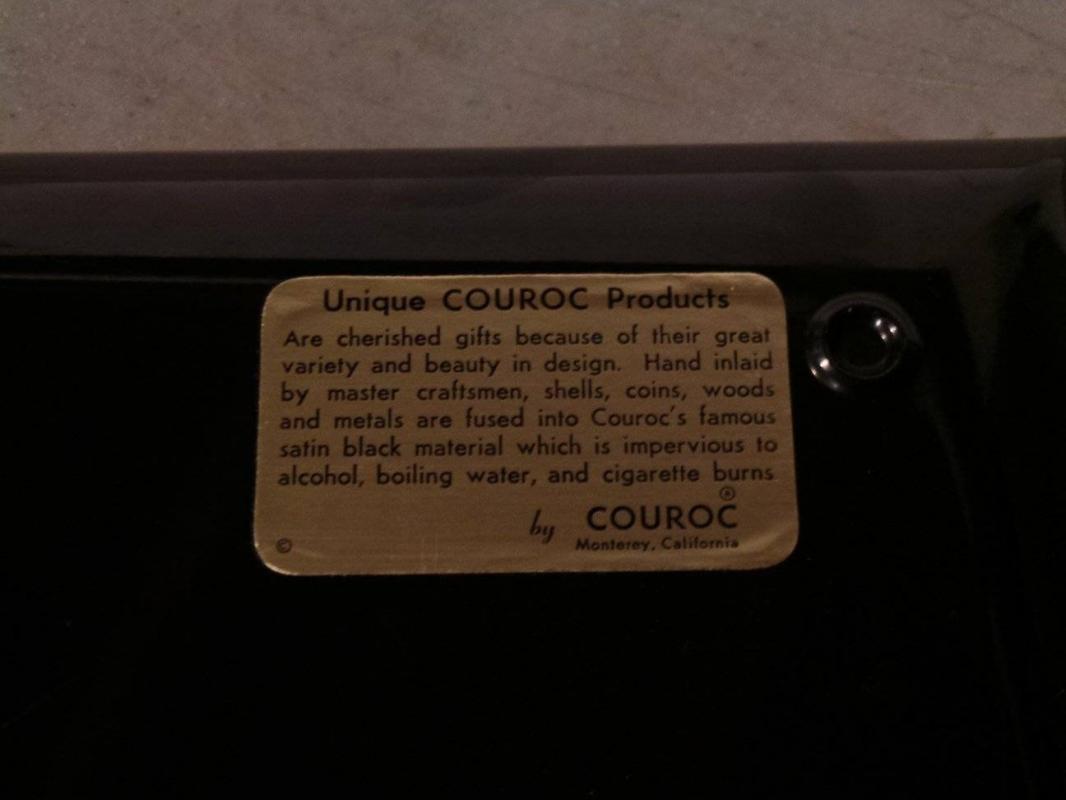 Unique COUROC Products
Are cherished gifts because of their great
variety and beauty in design. Hand inlaid
by master craftsmen, shells, coins, woods
and metals are fused into Couroc's famous
satin black material which is impervious to
alcohol, boiling water, and cigarette burns
by COUROC®
© Monterey, California